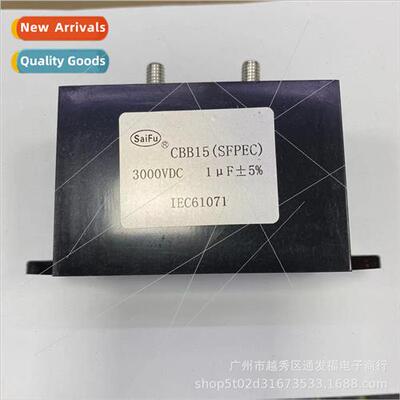 New Arrivals
Quality Goods
SaiFu ®
CBB15(SFPEC)
3000VDC 1μF±5%
IEC61071
广州市越秀区通发福电子商行
shop5t02d31673533.1688.com